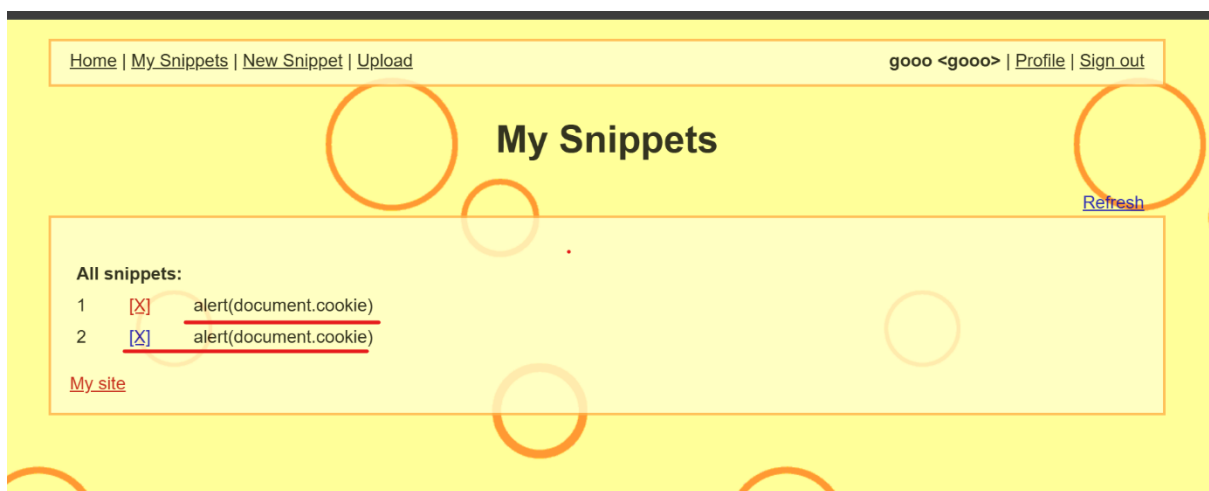 Home | My Snippets | New Snippet | Upload
gooo <gooo> | Profile | Sign out
My Snippets
Refresh
All snippets:
1 [X] alert(document.cookie)
2 [X] alert(document.cookie)
My site